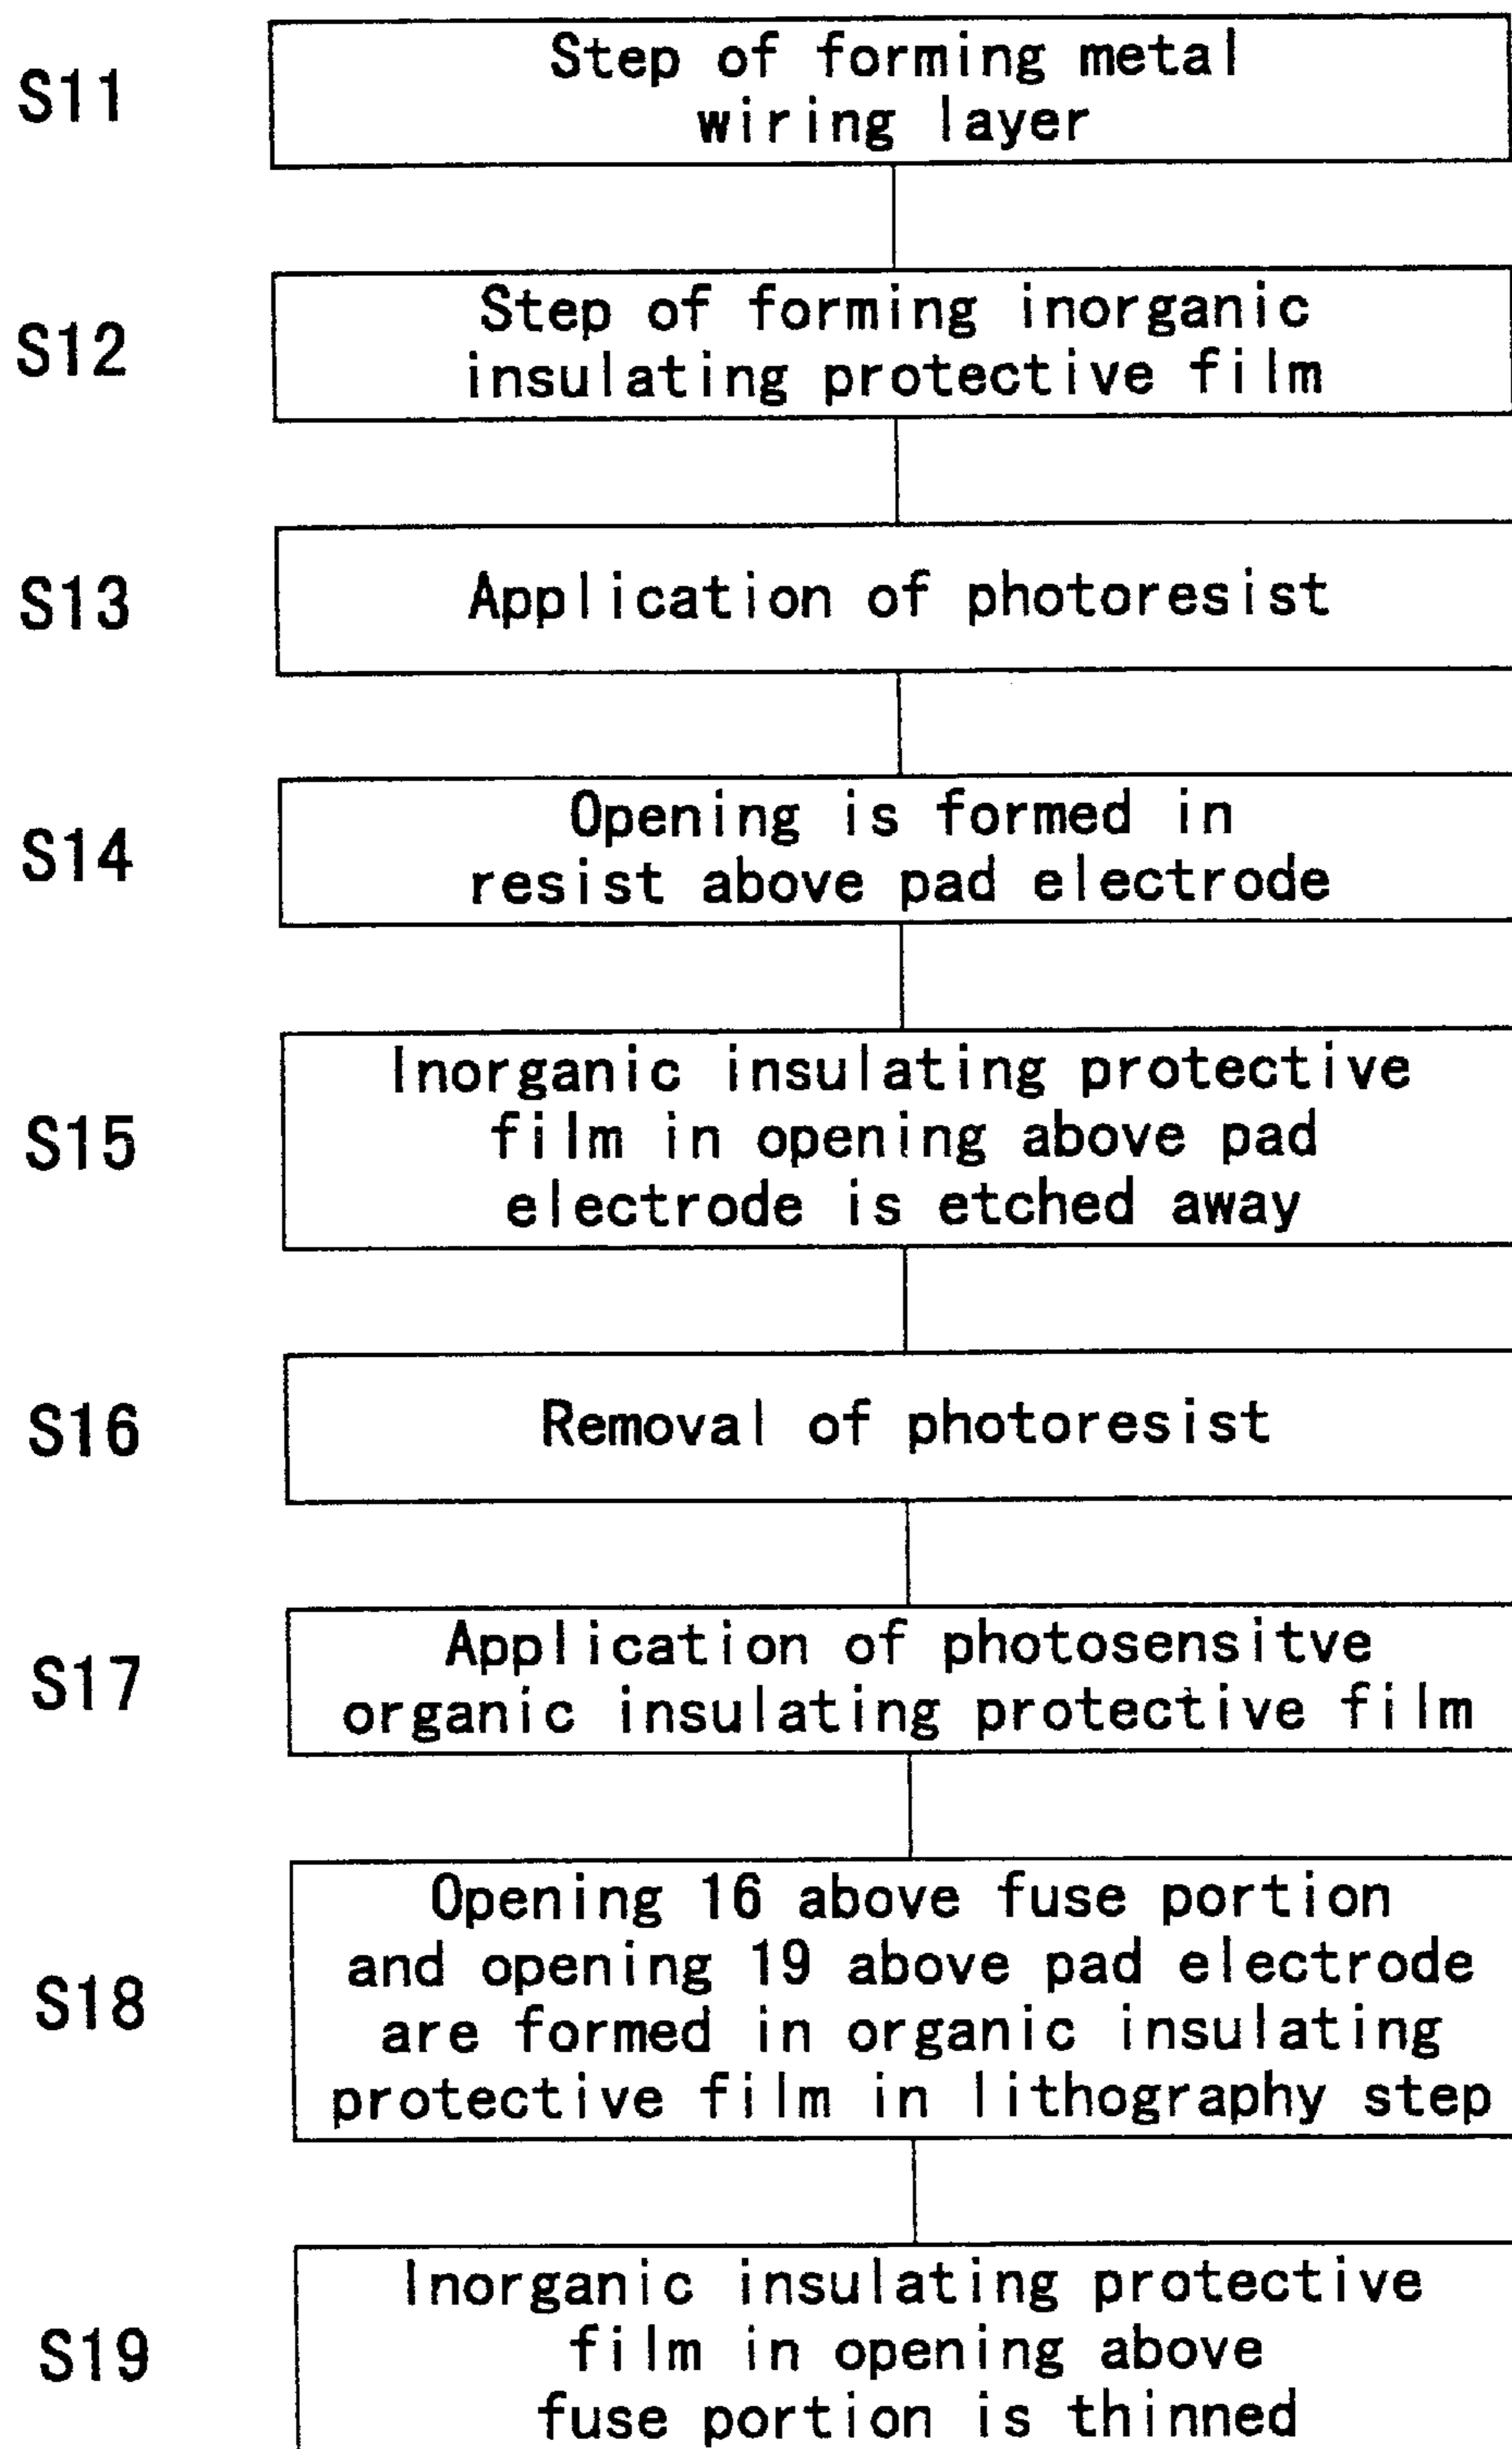 S11
Step of forming metal
wiring layer
S12
Step of forming inorganic
insulating protective film
S13
Application of photoresist
S14
Opening is formed in
resist above pad electrode
S15
Inorganic insulating protective
film in opening above pad
electrode is etched away
S16
Removal of photoresist
S17
Application of photosensitve
organic insulating protective film
S18
Opening 16 above fuse portion
and opening 19 above pad electrode
are formed in organic insulating
protective film in lithography step
S19
Inorganic insulating protective
film in opening above
fuse portion is thinned